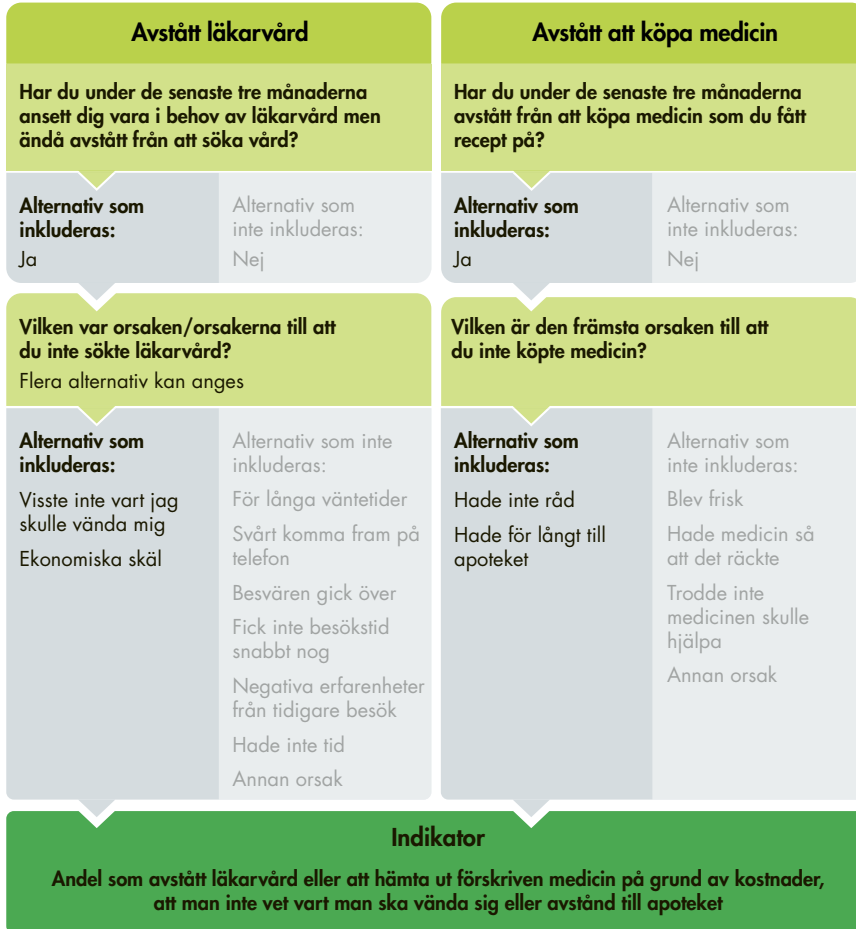 Avstått läkarvård
Har du under de senaste tre månaderna
ansett dig vara i behov av läkarvård men
ändå avstått från att söka vård?
Alternativ som
inkluderas:
Ja
Alternativ som
inte inkluderas:
Nej
Vilken var orsaken/orsakerna till att
du inte sökte läkarvård?
Flera alternativ kan anges
Alternativ som
inkluderas:
Visste inte vart jag
skulle vända mig
Ekonomiska skäl
Alternativ som inte
inkluderas:
För långa väntetider
Svårt komma fram på
telefon
Besvären gick över
Fick inte besökstid
snabbt nog
Negativa erfarenheter
från tidigare besök
Hade inte tid
Annan orsak
Avstått att köpa medicin
Har du under de senaste tre månaderna
avstått från att köpa medicin som du fått
recept på?
Alternativ som
inkluderas:
Ja
Alternativ som
inte inkluderas:
Nej
Vilken är den främsta orsaken till att
du inte köpte medicin?
Alternativ som
inkluderas:
Hade inte råd
Hade för långt till
apoteket
Alternativ som
inte inkluderas:
Blev frisk
Hade medicin så
att det räckte
Trodde inte
medicinen skulle
hjälpa
Annan orsak
Indikator
Andel som avstått läkarvård eller att hämta ut förskriven medicin på grund av kostnader,
att man inte vet vart man ska vända sig eller avstånd till apoteket